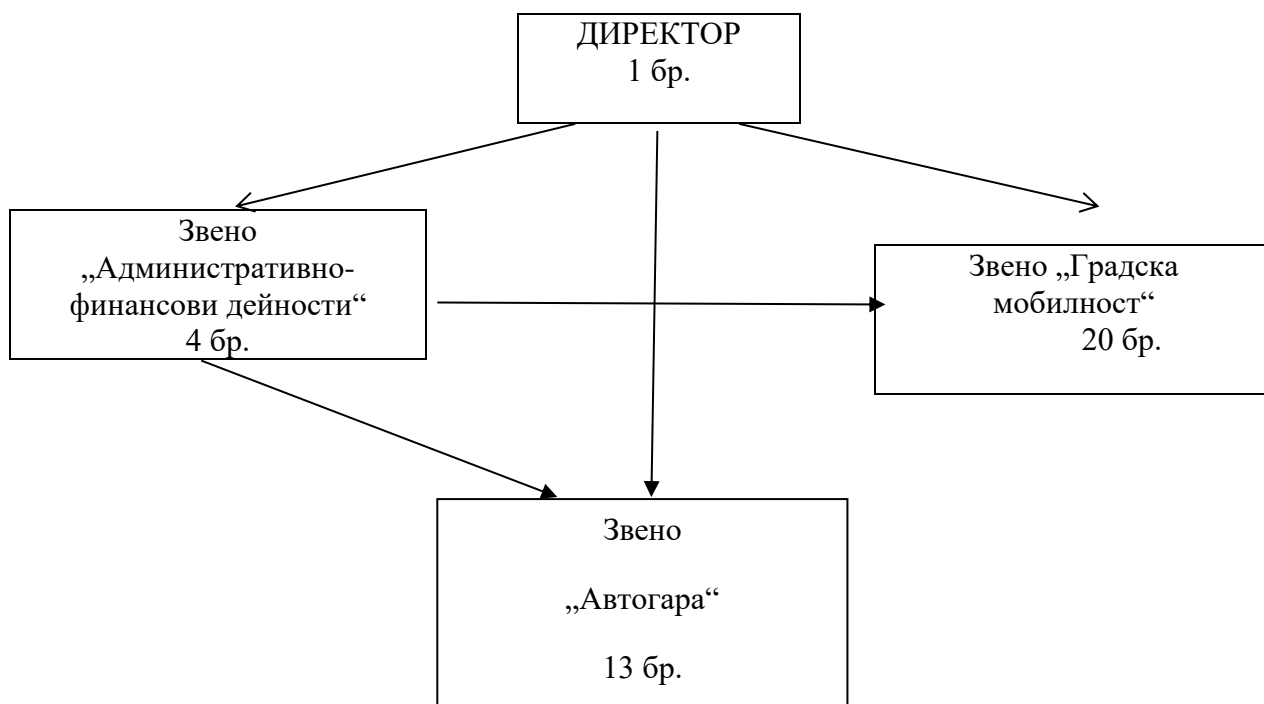 ДИРЕКТОР
1 бр.
Звено
„Административно-
финансови дейности“
4 бр.
Звено „Градска
мобилност“
20 бр.
Звено
„Автогара“
13 бр.